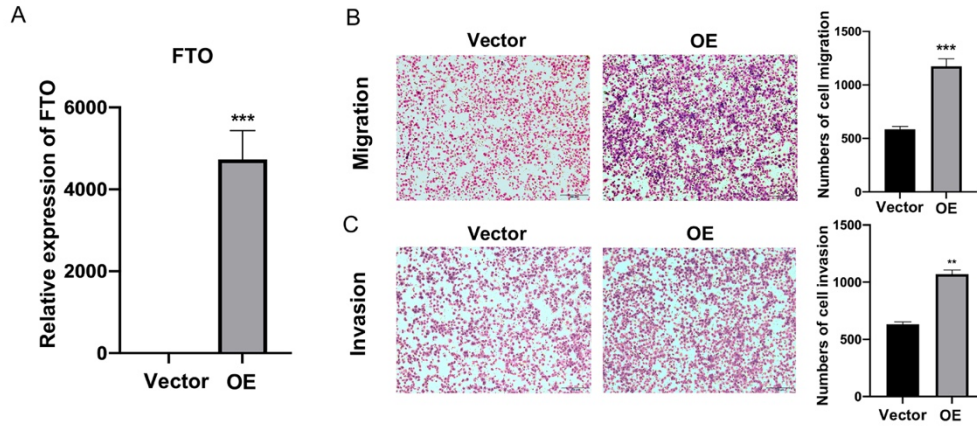 A
FTO
Relative expression of FTO
6000
4000
2000
0
***
Vector
OE
B
Vector
OE
Migration
Numbers of cell migration
1500
1000
500
0
***
Vector
OE
C
Vector
OE
Invasion
Numbers of cell invasion
1500
1000
500
0
**
Vector
OE